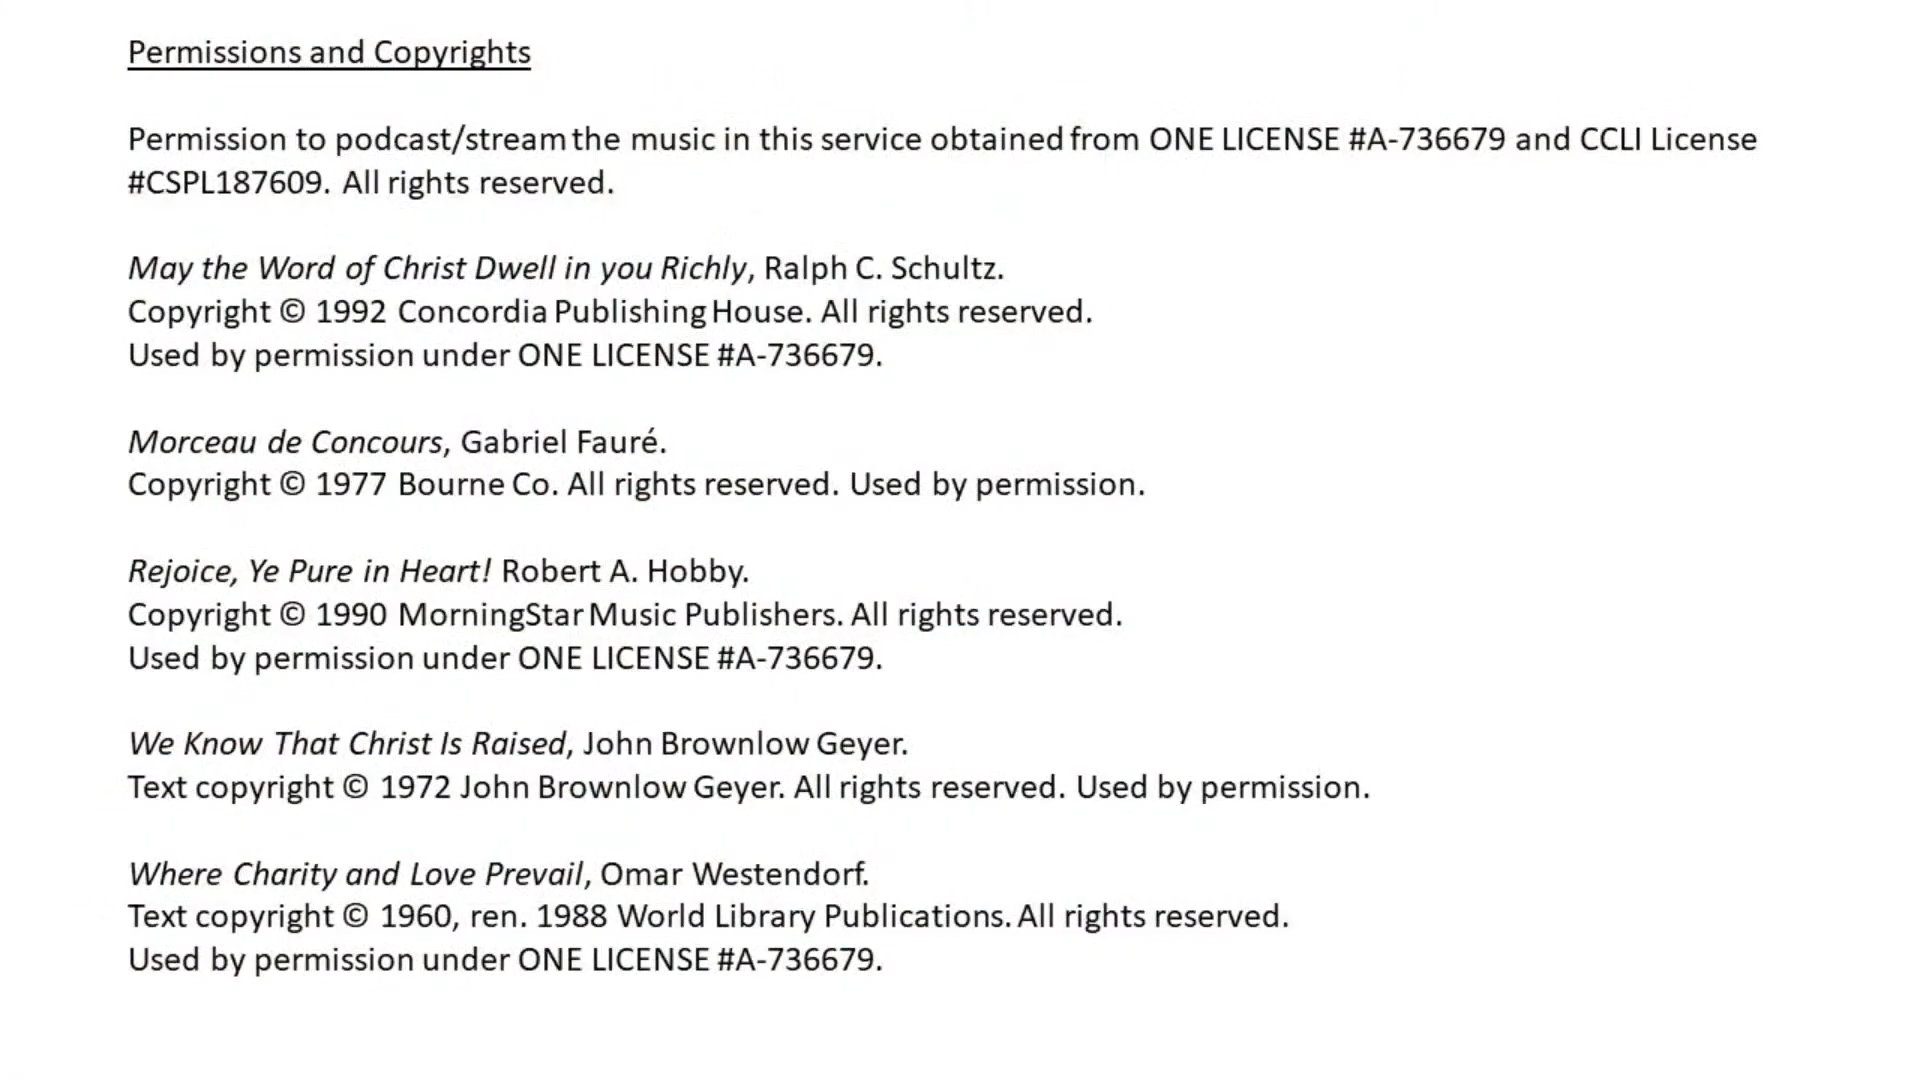 Permissions and Copyrights
Permission to podcast/stream the music in this service obtained from ONE LICENSE #A-736679 and CCLI License
#CSPL187609. All rights reserved.
May the Word of Christ Dwell in you Richly, Ralph C. Schultz.
Copyright © 1992 Concordia Publishing House. All rights reserved.
Used by permission under ONE LICENSE #A-736679.
Morceau de Concours, Gabriel Fauré.
Copyright © 1977 Bourne Co. All rights reserved. Used by permission.
Rejoice, Ye Pure in Heart! Robert A. Hobby.
Copyright © 1990 MorningStar Music Publishers. All rights reserved.
Used by permission under ONE LICENSE #A-736679.
We Know That Christ Is Raised, John Brownlow Geyer.
Text copyright © 1972 John Brownlow Geyer. All rights reserved. Used by permission.
Where Charity and Love Prevail, Omar Westendorf.
Text copyright © 1960, ren. 1988 World Library Publications. All rights reserved.
Used by permission under ONE LICENSE #A-736679.